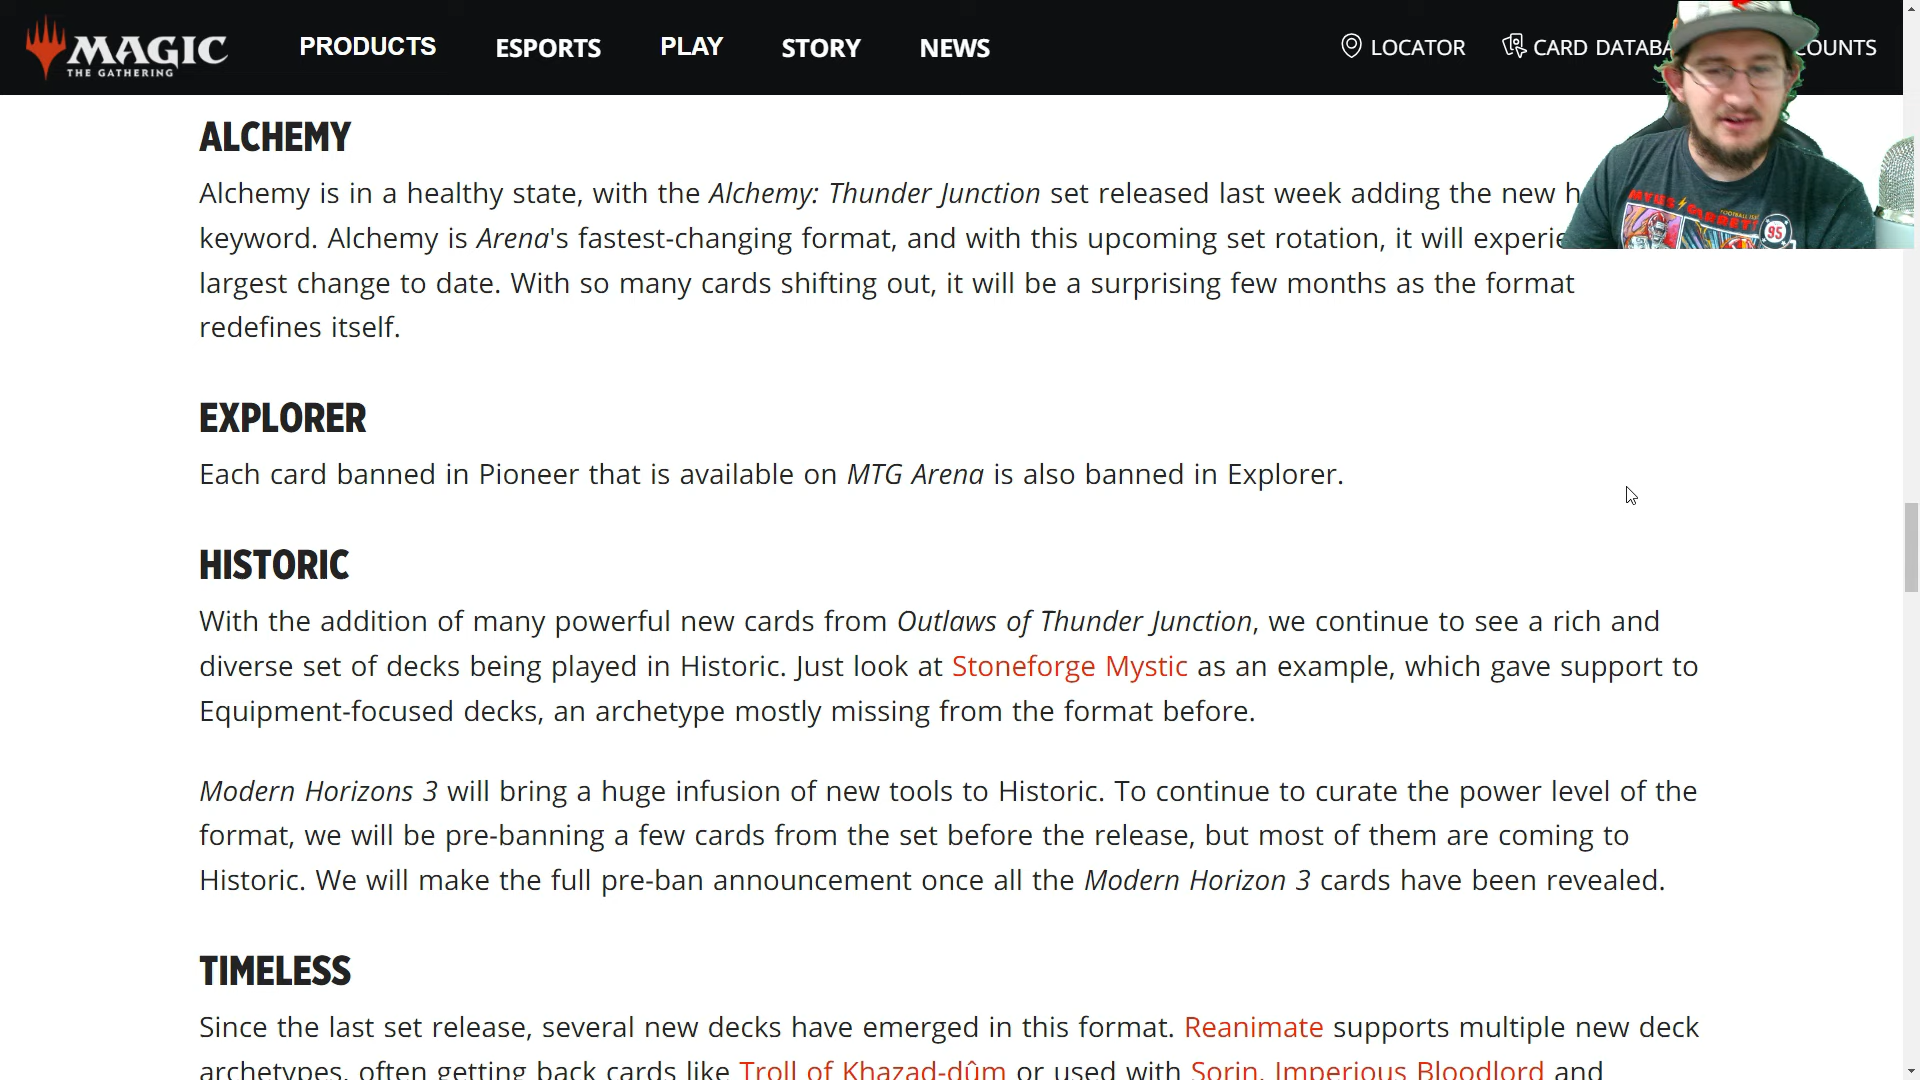 MAGIC
THE GATHERING
PRODUCTS ESPORTS PLAY STORY NEWS LOCATOR CARD
ALCHEMY
Alchemy is in a healthy state, with the Alchemy: Thunder Junction set released last week adding the new
keyword. Alchemy is Arena's fastest-changing format, and with this upcoming set rotation, it will
largest change to date. With so many cards shifting out, it will be a surprising few months as the format
redefines itself.
EXPLORER
Each card banned in Pioneer that is available on MTG Arena is also banned in Explorer.
HISTORIC
With the addition of many powerful new cards from Outlaws of Thunder Junction, we continue to see a rich and
diverse set of decks being played in Historic. Just look at Stoneforge Mystic as an example, which gave support to
Equipment-focused decks, an archetype mostly missing from the format before.
Modern Horizons 3 will bring a huge infusion of new tools to Historic. To continue to curate the power level of the
format, we will be pre-banning a few cards from the set before the release, but most of them are coming to
Historic. We will make the full pre-ban announcement once all the Modern Horizon 3 cards have been revealed.
TIMELESS
Since the last set release, several new decks have emerged in this format. Reanimate supports multiple new deck
archetypes, often getting back cards like Troll of Khazad-dûm or used with Sorin, Imperious Bloodlord and
MYLES GARRETT
95